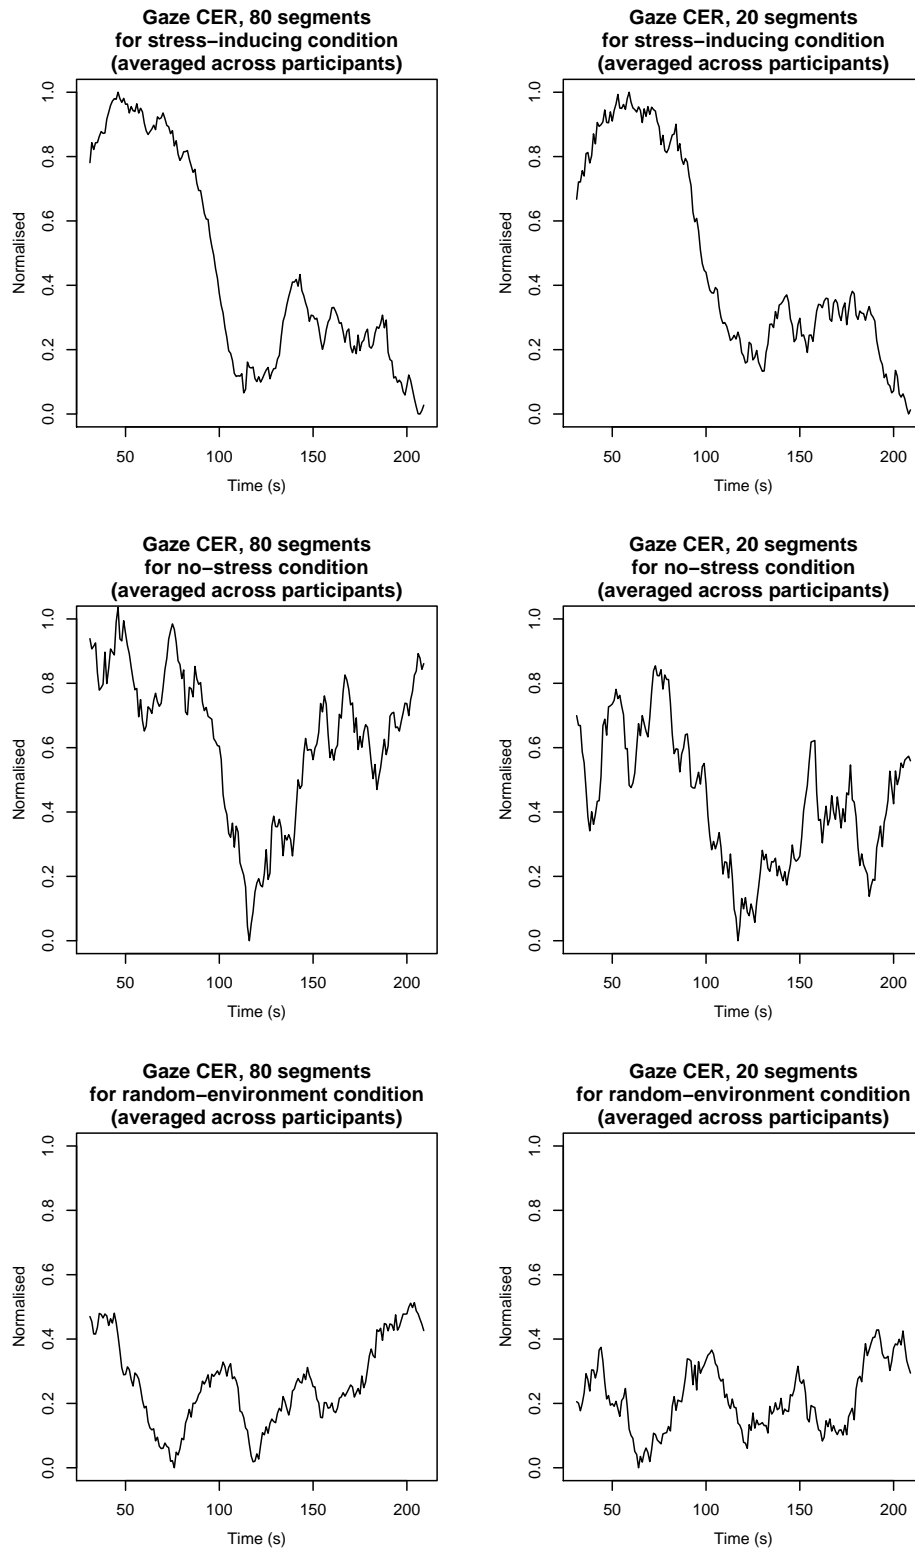 Gaze CER, 80 segments
for stress−inducing condition
(averaged across participants)
Normalised
1.0
0.8
0.6
0.4
0.2
0.0
50 100 150 200
Time (s)
Gaze CER, 20 segments
for stress−inducing condition
(averaged across participants)
Normalised
1.0
0.8
0.6
0.4
0.2
0.0
50 100 150 200
Time (s)
Gaze CER, 80 segments
for no−stress condition
(averaged across participants)
Normalised
1.0
0.8
0.6
0.4
0.2
0.0
50 100 150 200
Time (s)
Gaze CER, 20 segments
for no−stress condition
(averaged across participants)
Normalised
1.0
0.8
0.6
0.4
0.2
0.0
50 100 150 200
Time (s)
Gaze CER, 80 segments
for random−environment condition
(averaged across participants)
Normalised
1.0
0.8
0.6
0.4
0.2
0.0
50 100 150 200
Time (s)
Gaze CER, 20 segments
for random−environment condition
(averaged across participants)
Normalised
1.0
0.8
0.6
0.4
0.2
0.0
50 100 150 200
Time (s)